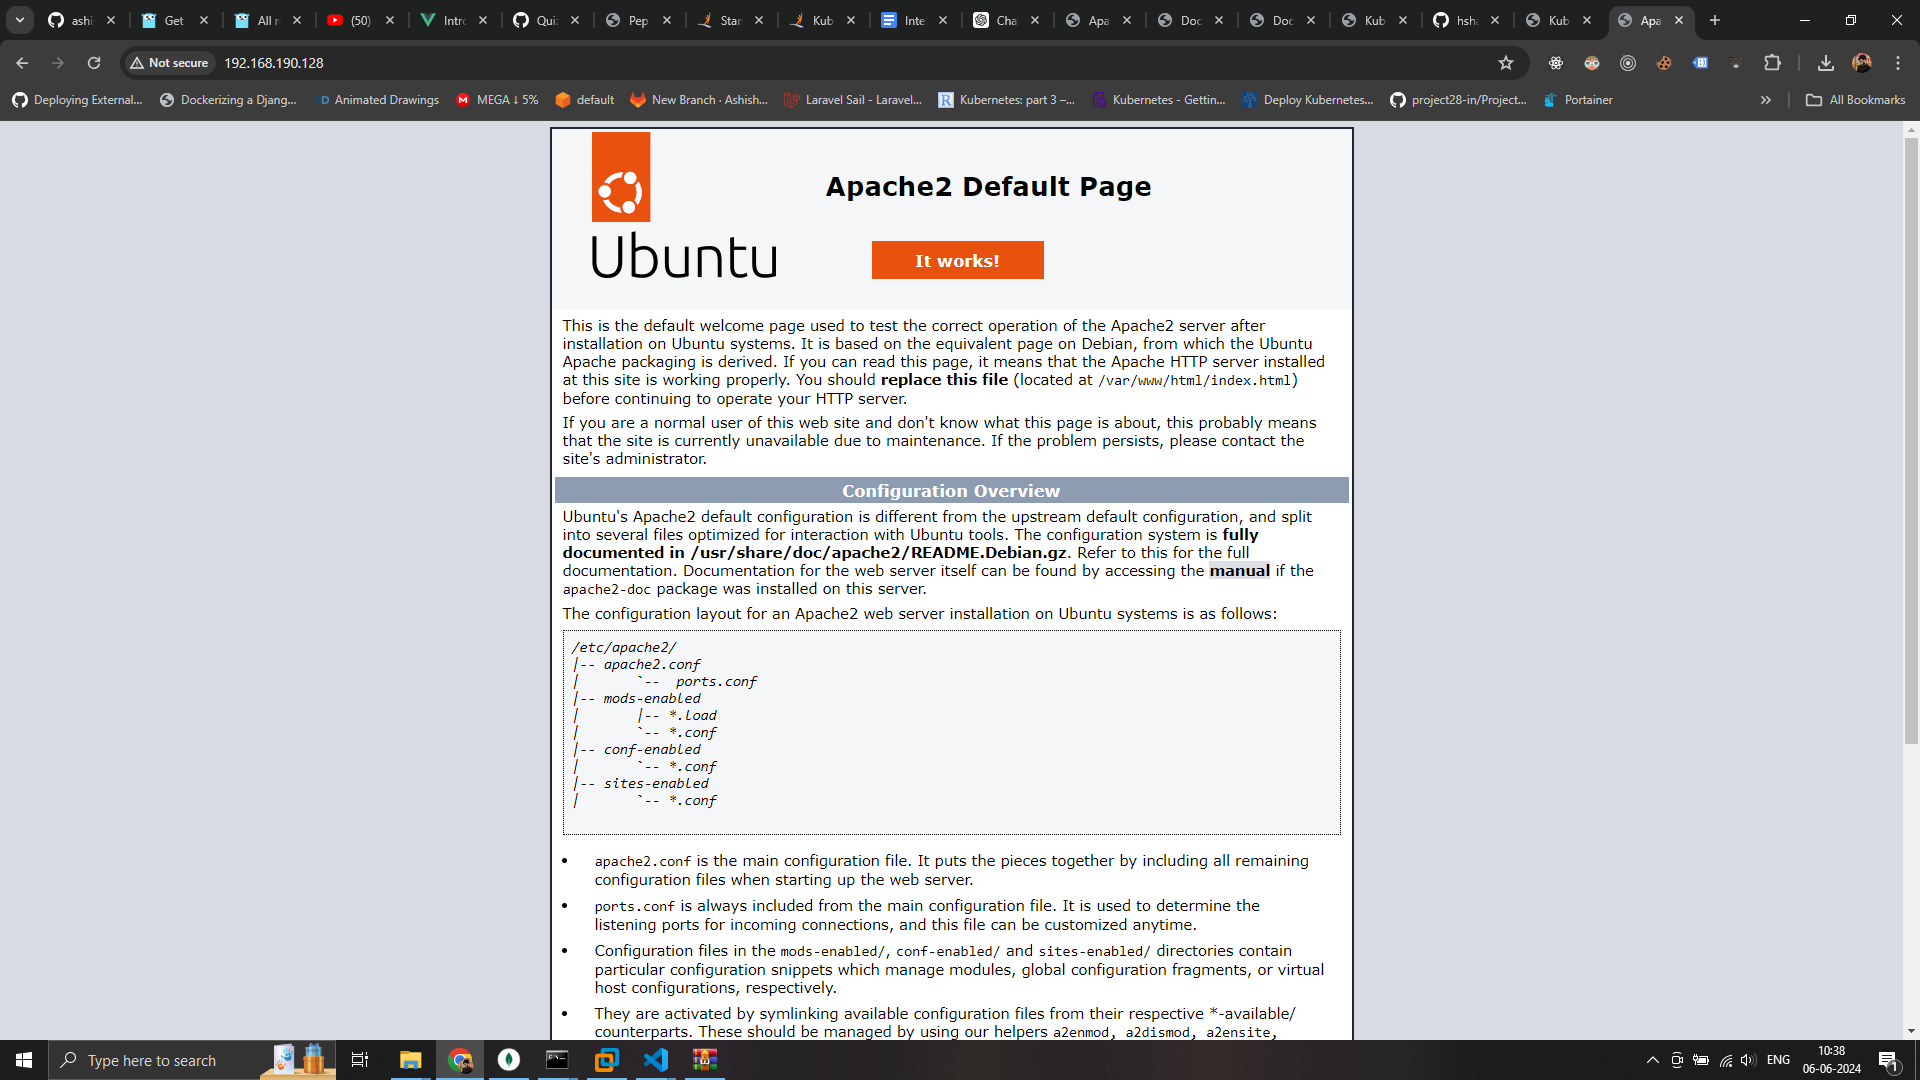 ashi
Get
All r
(50)
Intr
Qui
Pep
Star
Kub
Inte
Cha
Apa
Doc
Doc
Kub
hsha
Kub
Apa
Not secure
192.168.190.128
Deploying External...
Dockerizing a Djang...
Animated Drawings
MEGA ↓ 5%
default
New Branch · Ashish...
Laravel Sail - Laravel...
Kubernetes: part 3 –...
Kubernetes - Gettin...
Deploy Kubernetes...
project28-in/Project...
Portainer
»
All Bookmarks
Ubuntu
Apache2 Default Page
It works!
This is the default welcome page used to test the correct operation of the Apache2 server after
installation on Ubuntu systems. It is based on the equivalent page on Debian, from which the Ubuntu
Apache packaging is derived. If you can read this page, it means that the Apache HTTP server installed
at this site is working properly. You should replace this file (located at /var/www/html/index.html)
before continuing to operate your HTTP server.
If you are a normal user of this web site and don't know what this page is about, this probably means
that the site is currently unavailable due to maintenance. If the problem persists, please contact the
site's administrator.
Configuration Overview
Ubuntu's Apache2 default configuration is different from the upstream default configuration, and split
into several files optimized for interaction with Ubuntu tools. The configuration system is fully
documented in /usr/share/doc/apache2/README.Debian.gz. Refer to this for the full
documentation. Documentation for the web server itself can be found by accessing the manual if the
apache2-doc package was installed on this server.
The configuration layout for an Apache2 web server installation on Ubuntu systems is as follows:
/etc/apache2/
|-- apache2.conf
|       `--  ports.conf
|-- mods-enabled
|       |-- *.load
|       `-- *.conf
|-- conf-enabled
|       `-- *.conf
|-- sites-enabled
|       `-- *.conf
• apache2.conf is the main configuration file. It puts the pieces together by including all remaining
configuration files when starting up the web server.
• ports.conf is always included from the main configuration file. It is used to determine the
listening ports for incoming connections, and this file can be customized anytime.
• Configuration files in the mods-enabled/, conf-enabled/ and sites-enabled/ directories contain
particular configuration snippets which manage modules, global configuration fragments, or virtual
host configurations, respectively.
• They are activated by symlinking available configuration files from their respective *-available/
counterparts. These should be managed by using our helpers a2enmod, a2dismod, a2ensite,
Type here to search
ENG
10:38
06-06-2024
1